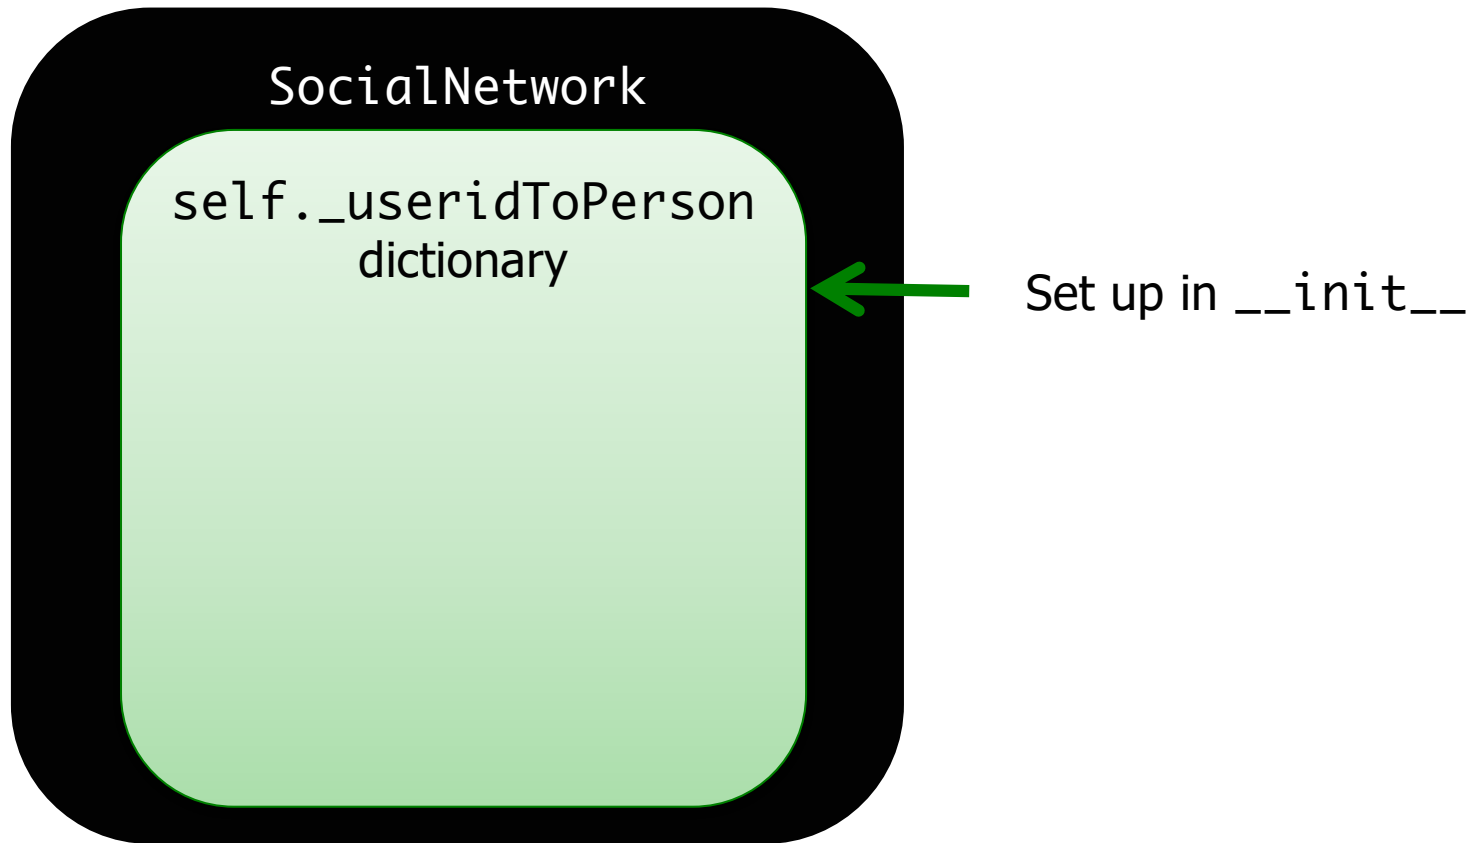 SocialNetwork
self._useridToPerson
dictionary
Set up in __init__